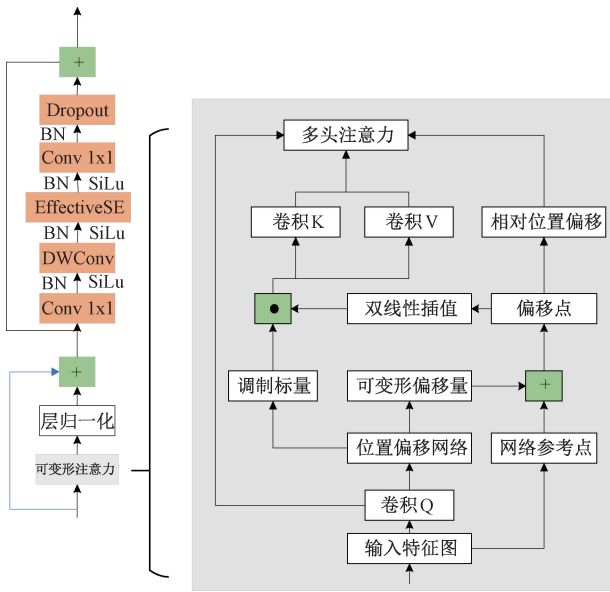 +
Dropout
BN
Conv 1x1
BN SiLu
EffectiveSE
BN SiLu
DWConv
BN SiLu
Conv 1x1
+
层归一化
可变形注意力
多头注意力
卷积K
卷积V
相对位置偏移
双线性插值
偏移点
调制标量
可变形偏移量
+
位置偏移网络
网络参考点
卷积Q
输入特征图